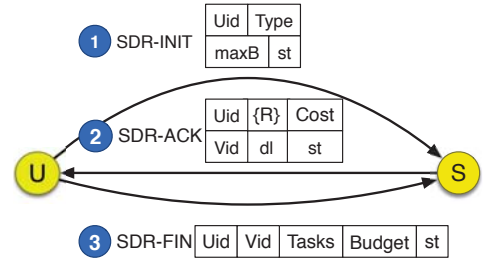 Uid Type
1 SDR-INIT
maxB st
Uid {R} Cost
2 SDR-ACK
Vid dl st
U S
3 SDR-FIN Uid Vid Tasks Budget st